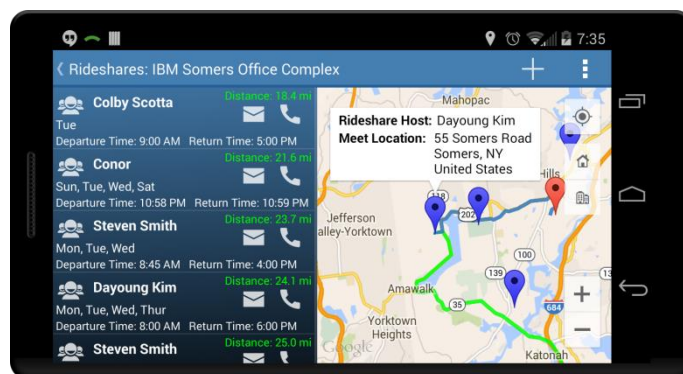 7:35
Rideshares: IBM Somers Office Complex
Colby Scotta
Distance: 18.4 mi
Tue
Departure Time: 9:00 AM Return Time: 5:00 PM
Conor
Distance: 21.6 mi
Sun, Tue, Wed, Sat
Departure Time: 10:58 PM Return Time: 10:59 PM
Steven Smith
Distance: 23.7 mi
Mon, Tue, Wed
Departure Time: 8:45 AM Return Time: 4:00 PM
Dayoung Kim
Distance: 24.1 mi
Mon, Tue, Wed, Thur
Departure Time: 8:00 AM Return Time: 6:00 PM
Steven Smith
Distance: 25.0 mi
Mahopac
Rideshare Host: Dayoung Kim
Meet Location: 55 Somers Road
Somers, NY
United States
Hills
118
202
Jefferson
alley-Yorktown
100
139
13
Amawalk
35
684
Yorktown
Heights
Google
Katonah